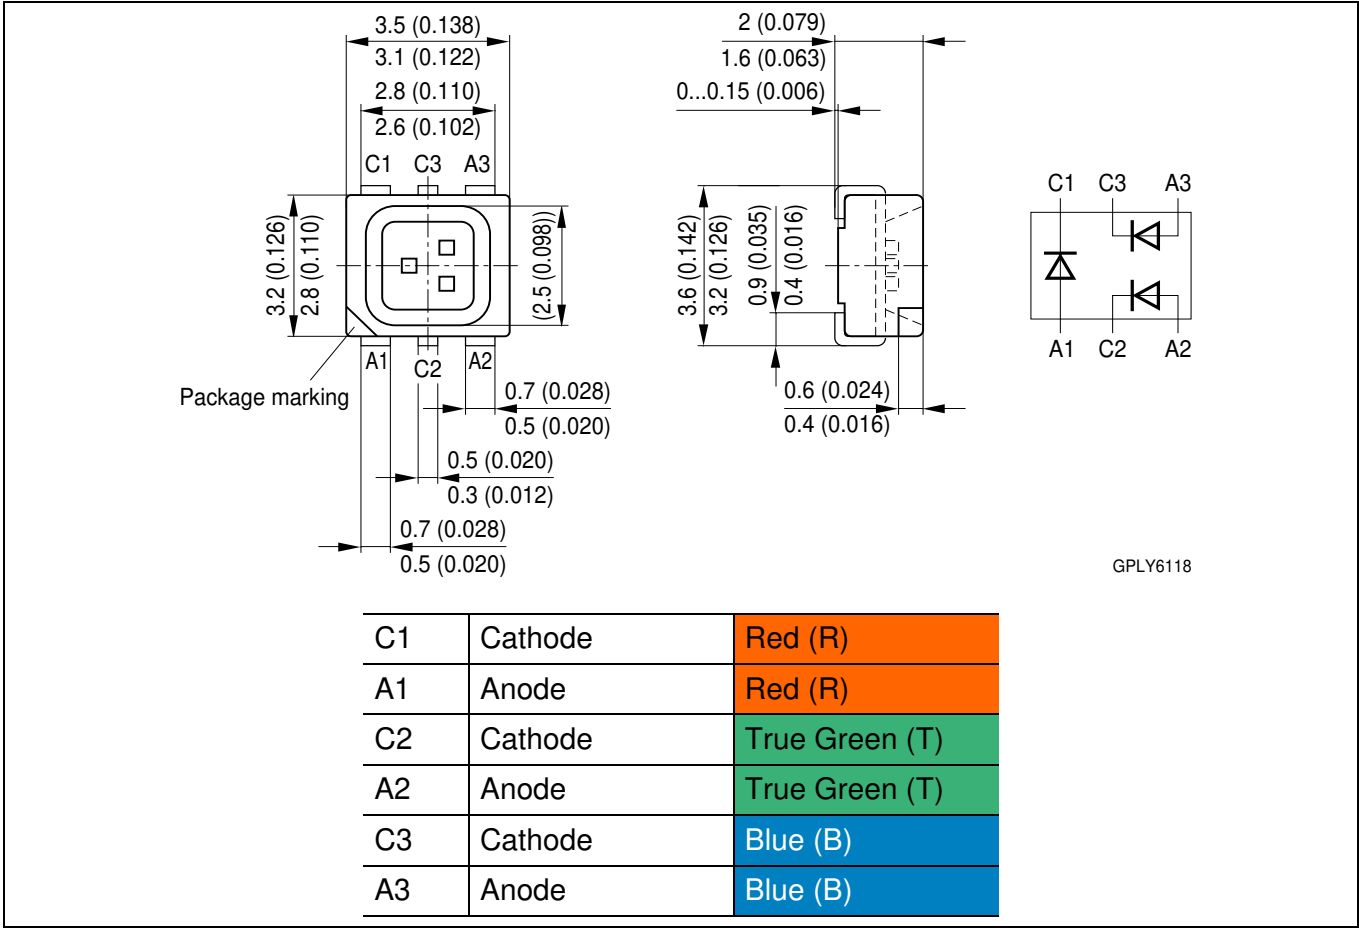 3.5 (0.138)
3.1 (0.122)
2.8 (0.110)
2.6 (0.102)
C1 C3 A3
3.2 (0.126)
2.8 (0.110)
(2.5 (0.098))
A1 C2 A2
Package marking
0.7 (0.028)
0.5 (0.020)
0.5 (0.020)
0.3 (0.012)
0.7 (0.028)
0.5 (0.020)
2 (0.079)
1.6 (0.063)
0...0.15 (0.006)
3.6 (0.142)
3.2 (0.126)
0.9 (0.035)
0.4 (0.016)
0.6 (0.024)
0.4 (0.016)
C1 C3 A3
A1 C2 A2
GPLY6118
C1 Cathode Red (R)
A1 Anode Red (R)
C2 Cathode True Green (T)
A2 Anode True Green (T)
C3 Cathode Blue (B)
A3 Anode Blue (B)